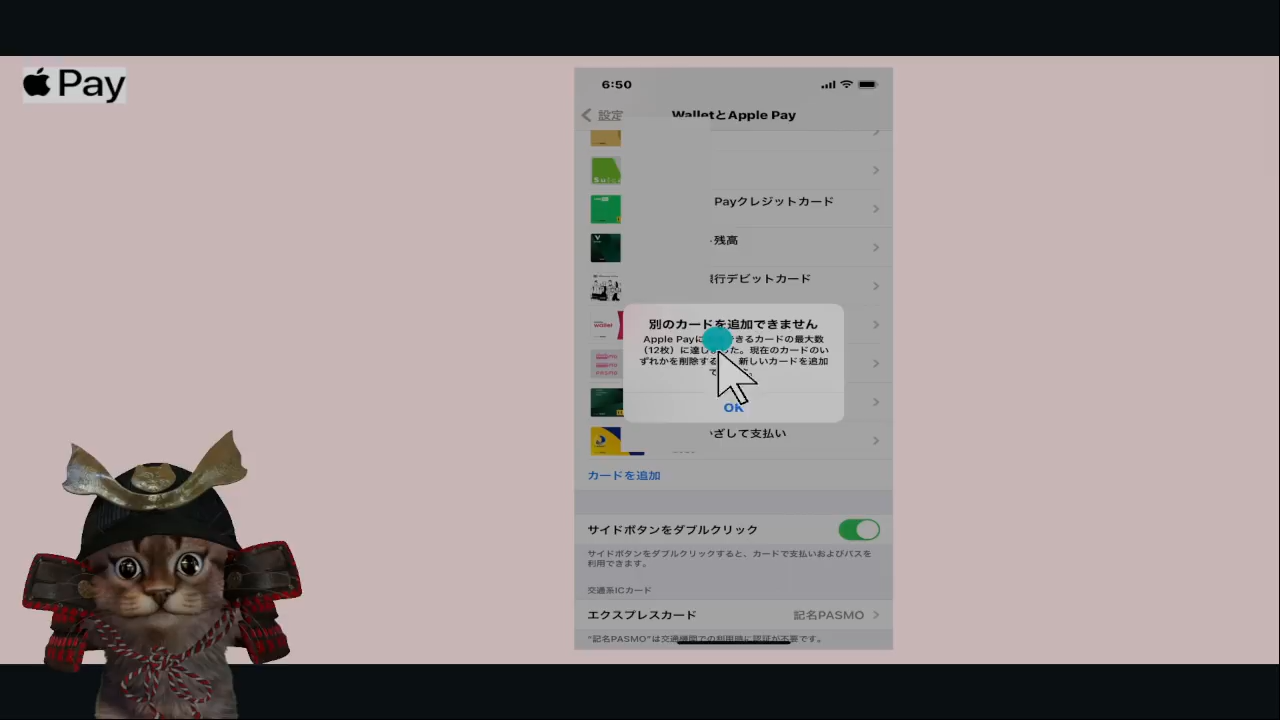 Pay
6:50
設定
WalletとApple Pay
Suica
Payクレジットカード
残高
行デビットカード
wallet
別のカードを追加できません
Apple Payに きるカードの最大数
(12枚)に達し た。現在のカードのい
ずれかを削除する 新しいカードを追加
OK
ざして支払い
カードを追加
サイドボタンをダブルクリック
サイドボタンをダブルクリックすると、カードで支払いおよびパスを
利用できます。
交通系ICカード
エクスプレスカード 記名PASMO
"記名PASMO"は交通機関での利用時に認証が不要です。